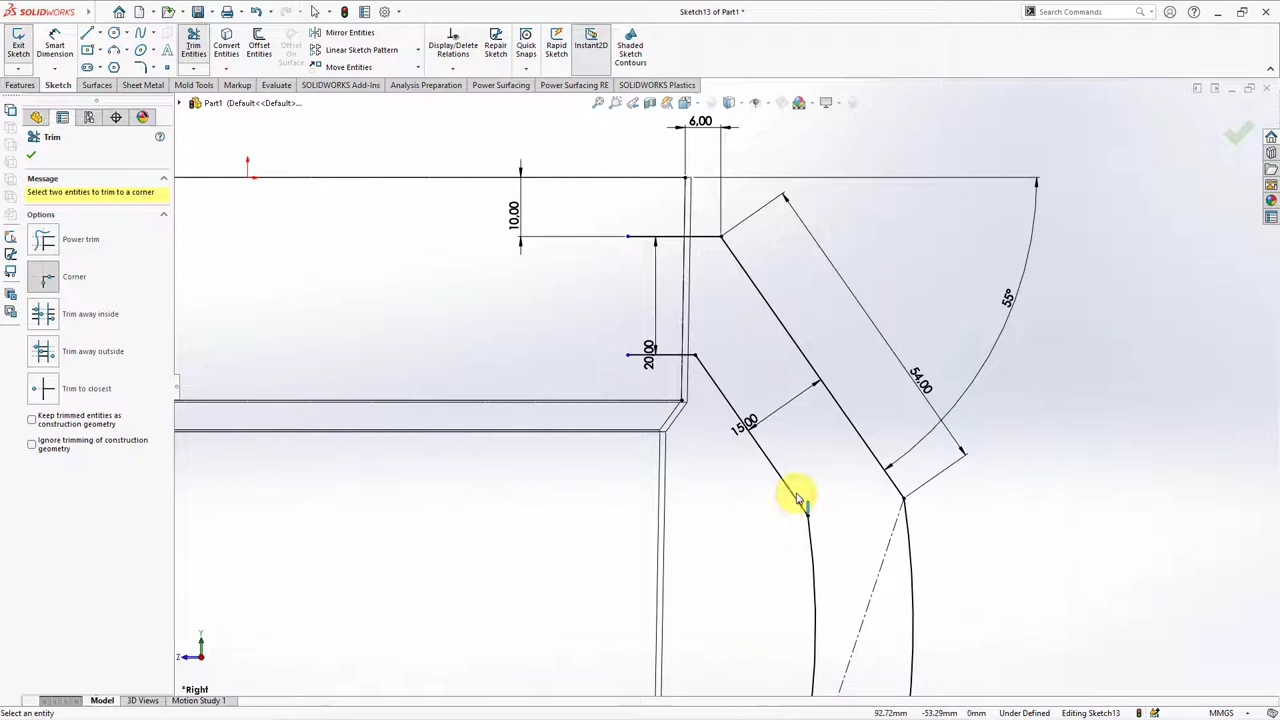 SOLIDWORKS
Sketch13 of Part1 *
Search Commands
Exit
Sketch
Smart
Dimension
Trim
Entities
Convert
Entities
Offset
Entities
Offset
On
Surface
Mirror Entities
Linear Sketch Pattern
Move Entities
Display/Delete
Relations
Repair
Sketch
Quick
Snaps
Rapid
Sketch
Instant2D
Shaded
Sketch
Contours
Features
Sketch
Surfaces
Sheet Metal
Mold Tools
Markup
Evaluate
SOLIDWORKS Add-Ins
Analysis Preparation
Power Surfacing
Power Surfacing RE
SOLIDWORKS Plastics
Part1 (Default<<Default>...
Trim
Message
Select two entities to trim to a corner
Options
Power trim
Corner
Trim away inside
Trim away outside
Trim to closest
Keep trimmed entities as
construction geometry
Ignore trimming of construction
geometry
6,00
10,00
20,00
15,00
54,00
55°
Y
Z
*Right
Model
3D Views
Motion Study 1
Select an entity
92.72mm
-53.29mm
0mm
Under Defined
Editing Sketch13
MMGS